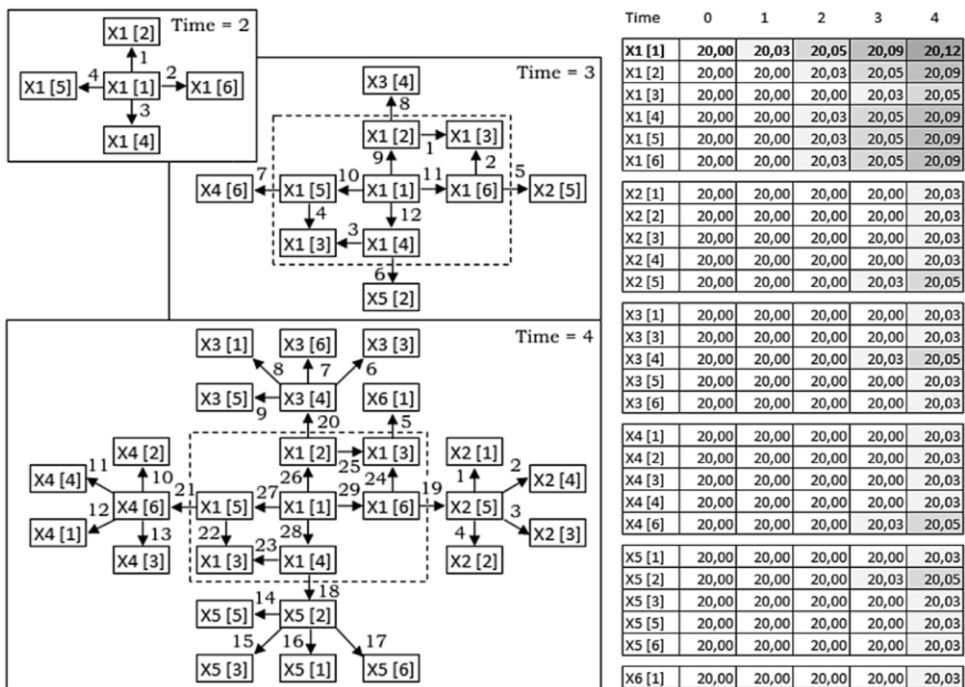 Time = 2
X1 [2]
1
X1 [5] 4 X1 [1] 2 X1 [6]
3
X1 [4]
Time = 3
X3 [4]
8
X1 [2] 1 X1 [3]
9 2
X4 [6] 7 X1 [5] 10 X1 [1] 11 X1 [6] 5 X2 [5]
4 12
X1 [3] 3 X1 [4]
6
X5 [2]
Time = 4
X3 [1] X3 [6] X3 [3]
8 7 6
X3 [5] 9 X3 [4] X6 [1]
20 5
X4 [2] X1 [2] 25 X1 [3] X2 [1]
X4 [4] 11 10 26 24 1 2 X2 [4]
X4 [6] 21 X1 [5] 27 X1 [1] 29 X1 [6] 19 X2 [5]
X4 [1] 12 13 22 28 4 3 X2 [3]
X4 [3] X1 [3] 23 X1 [4] X2 [2]
18
X5 [5] 14 X5 [2]
15 16 17
X5 [3] X5 [1] X5 [6]
Time 0 1 2 3 4
X1 [1] 20,00 20,03 20,05 20,09 20,12
X1 [2] 20,00 20,00 20,03 20,05 20,09
X1 [3] 20,00 20,00 20,00 20,03 20,05
X1 [4] 20,00 20,00 20,03 20,05 20,09
X1 [5] 20,00 20,00 20,03 20,05 20,09
X1 [6] 20,00 20,00 20,03 20,05 20,09
X2 [1] 20,00 20,00 20,00 20,00 20,03
X2 [2] 20,00 20,00 20,00 20,00 20,03
X2 [3] 20,00 20,00 20,00 20,00 20,03
X2 [4] 20,00 20,00 20,00 20,00 20,03
X2 [5] 20,00 20,00 20,00 20,03 20,05
X3 [1] 20,00 20,00 20,00 20,00 20,03
X3 [3] 20,00 20,00 20,00 20,00 20,03
X3 [4] 20,00 20,00 20,00 20,03 20,05
X3 [5] 20,00 20,00 20,00 20,00 20,03
X3 [6] 20,00 20,00 20,00 20,00 20,03
X4 [1] 20,00 20,00 20,00 20,00 20,03
X4 [2] 20,00 20,00 20,00 20,00 20,03
X4 [3] 20,00 20,00 20,00 20,00 20,03
X4 [4] 20,00 20,00 20,00 20,00 20,03
X4 [6] 20,00 20,00 20,00 20,03 20,05
X5 [1] 20,00 20,00 20,00 20,00 20,03
X5 [2] 20,00 20,00 20,00 20,03 20,05
X5 [3] 20,00 20,00 20,00 20,00 20,03
X5 [5] 20,00 20,00 20,00 20,00 20,03
X5 [6] 20,00 20,00 20,00 20,00 20,03
X6 [1] 20,00 20,00 20,00 20,00 20,03